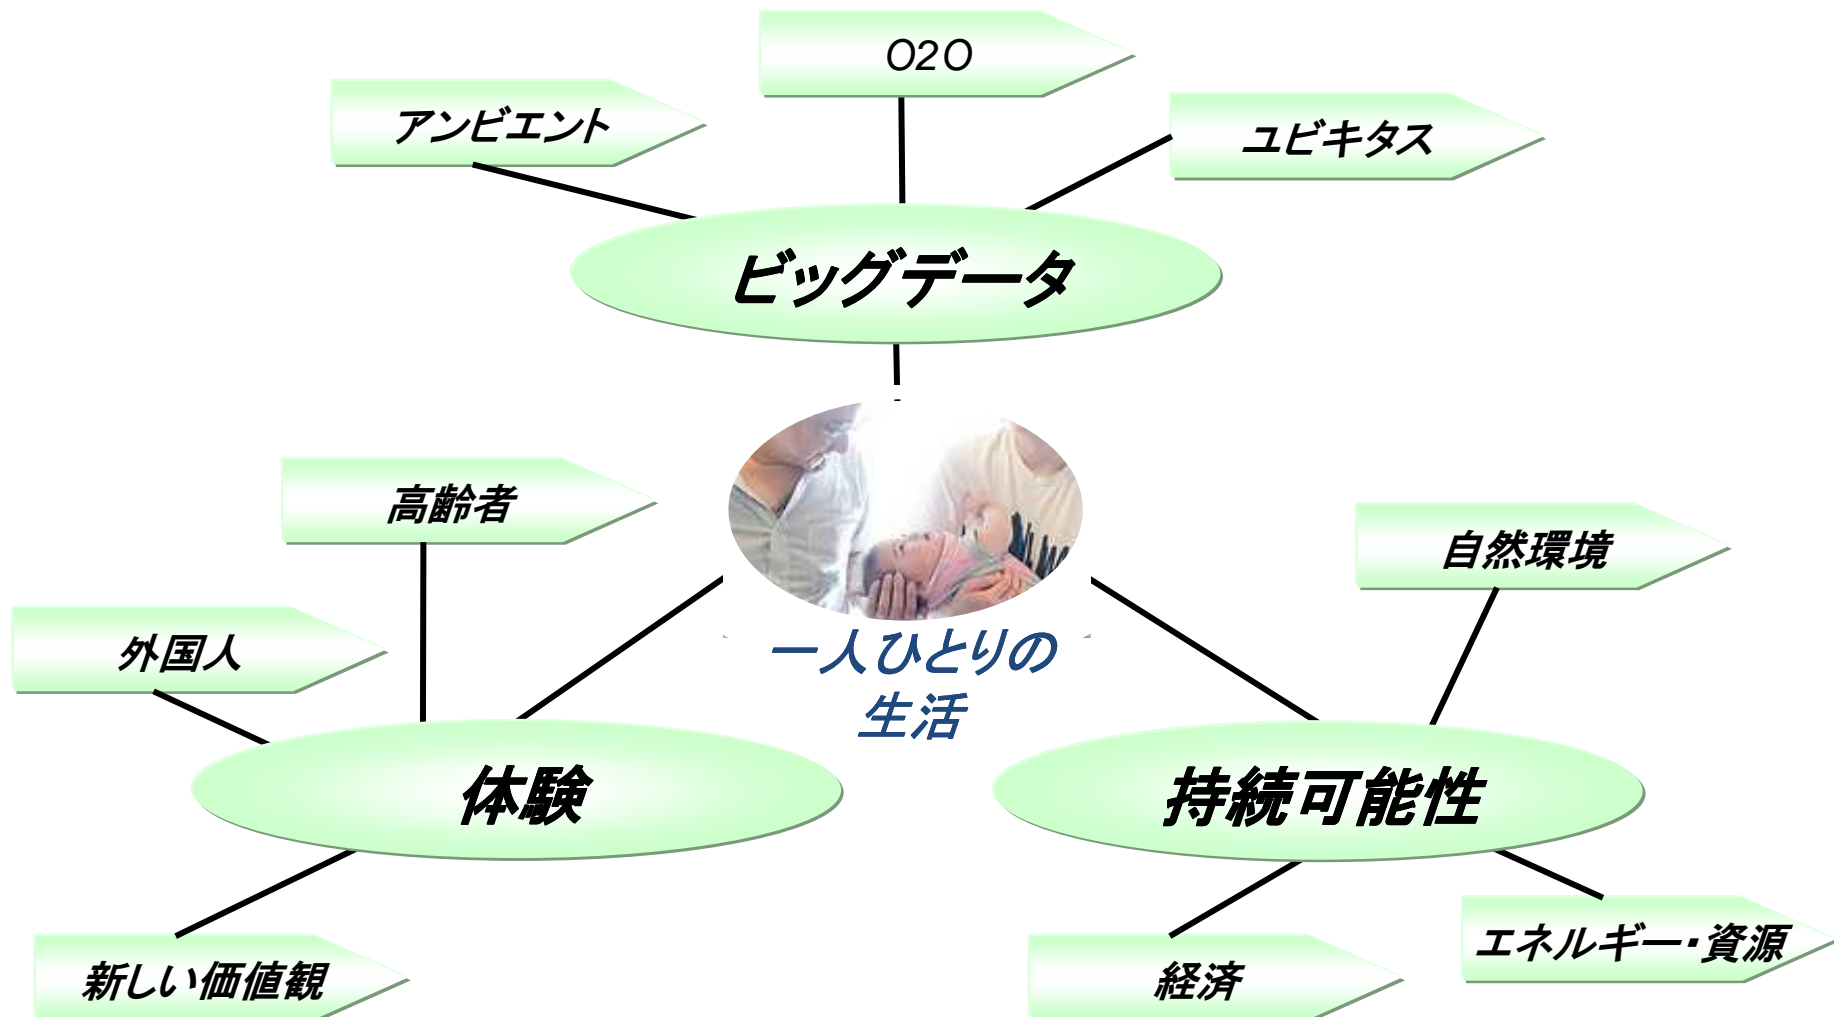 O2O
アンビエント
ユビキタス
ビッグデータ
高齢者
自然環境
外国人
一人ひとりの
生活
体験
持続可能性
エネルギー・資源
新しい価値観
経済